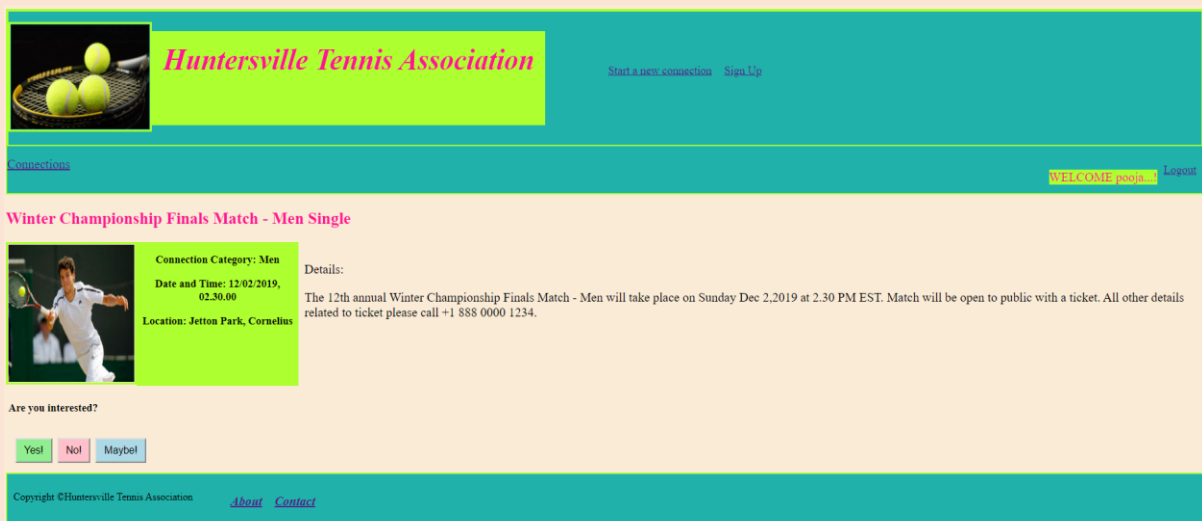 Huntersville Tennis Association
Start a new connection Sign Up
Connections
WELCOME pooja...! Logout
Winter Championship Finals Match - Men Single
Connection Category: Men
Date and Time: 12/02/2019,
02.30.00
Location: Jetton Park, Cornelius
Details:
The 12th annual Winter Championship Finals Match - Men will take place on Sunday Dec 2,2019 at 2.30 PM EST. Match will be open to public with a ticket. All other details
related to ticket please call +1 888 0000 1234.
Are you interested?
Yes! No! Maybe!
Copyright ©Huntersville Tennis Association About Contact